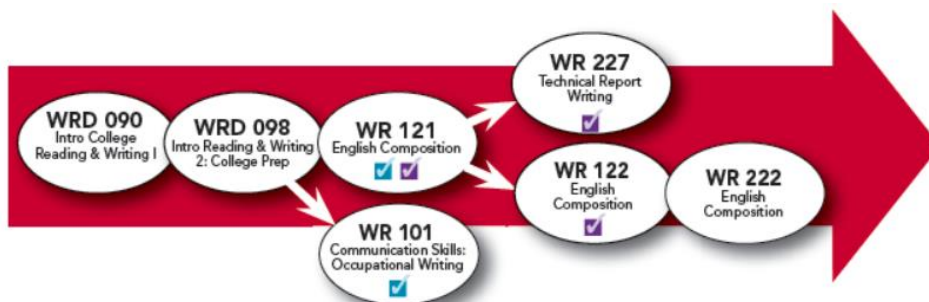 WRD 090
Intro College
Reading & Writing I
WRD 098
Intro Reading & Writing
2: College Prep
WR 121
English Composition
WR 101
Communication Skills:
Occupational Writing
WR 227
Technical Report
Writing
WR 122
English
Composition
WR 222
English
Composition